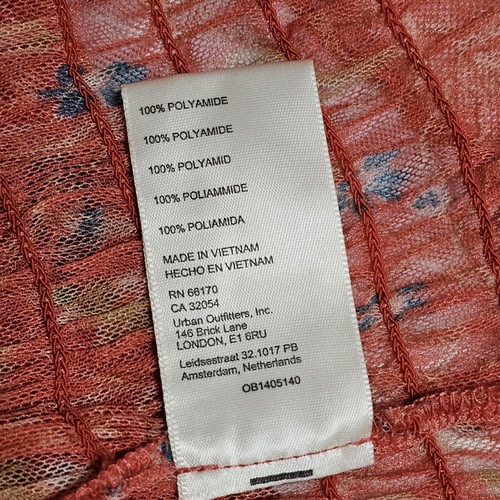 100% POLYAMIDE
100% POLYAMIDE
100% POLYAMID
100% POLIAMMIDE
100% POLIAMIDA
MADE IN VIETNAM
HECHO EN VIETNAM
RN 66170
CA 32054
Urban Outfitters, Inc.
146 Brick Lane
LONDON, E1 6RU
Leidsestraat 32.1017 PB
Amsterdam, Netherlands
OB1405140